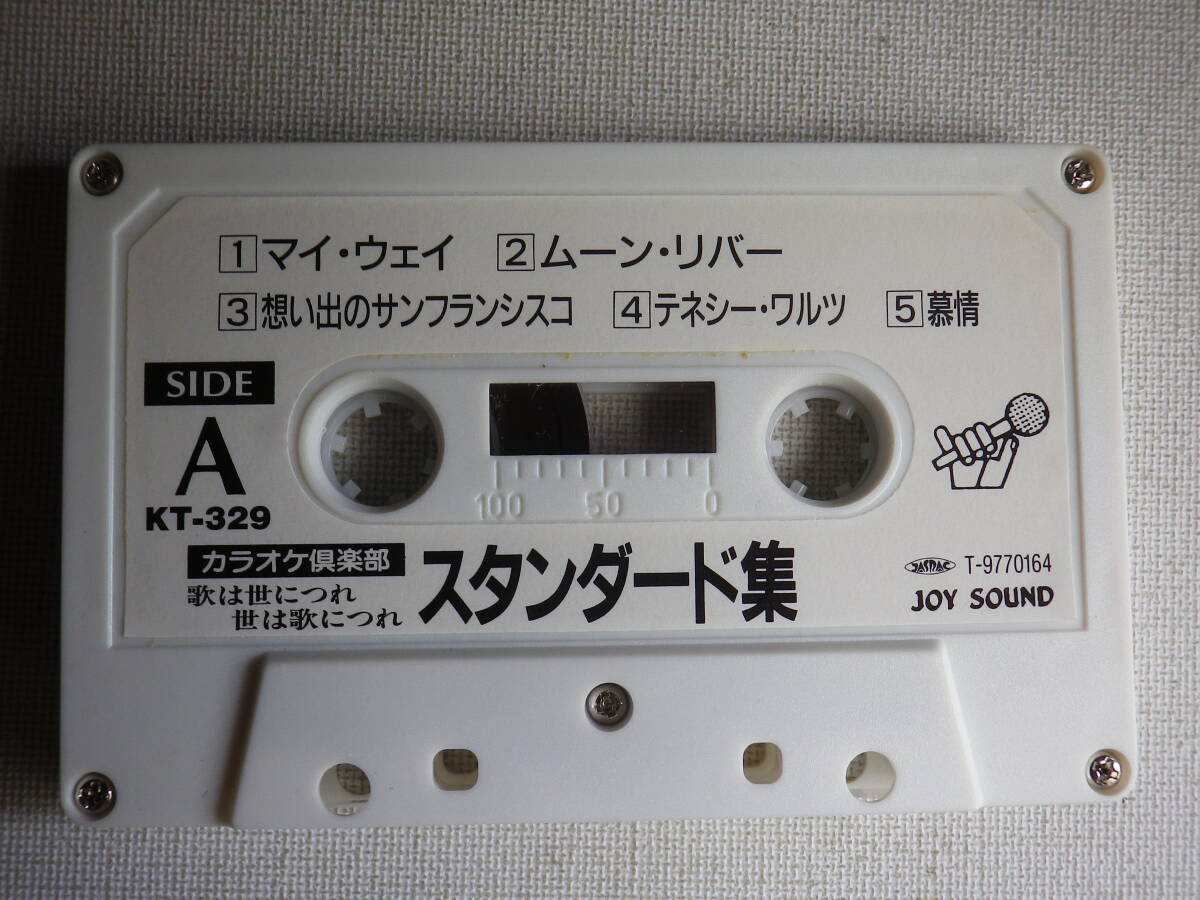 1 マイ・ウェイ 2 ムーン・リバー
3 想い出のサンフランシスコ 4 テネシー・ワルツ 5 慕情
SIDE
A
KT-329
100 50 0
カラオケ倶楽部
歌は世につれ
世は歌につれ
スタンダード集
JASRAC T-9770164
JOY SOUND